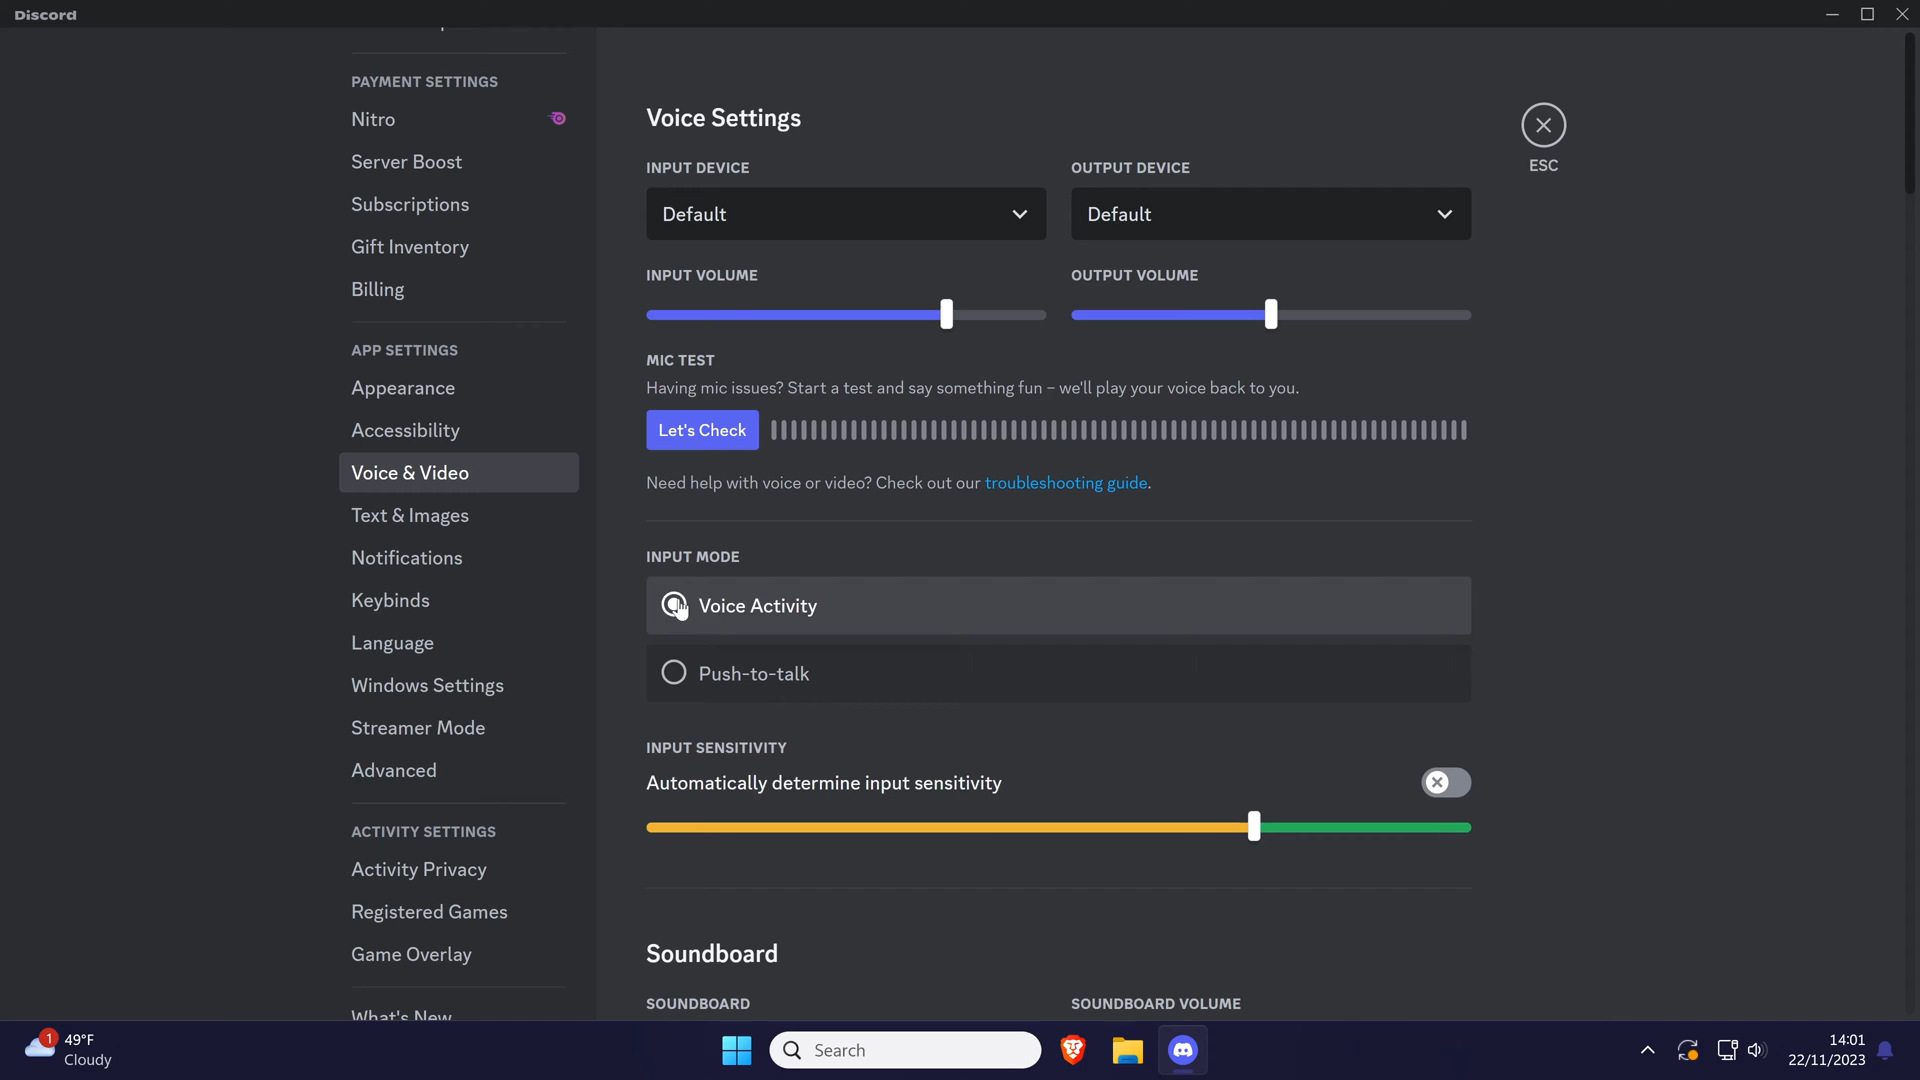 Discord
PAYMENT SETTINGS
Nitro
Server Boost
Subscriptions
Gift Inventory
Billing
APP SETTINGS
Appearance
Accessibility
Voice & Video
Text & Images
Notifications
Keybinds
Language
Windows Settings
Streamer Mode
Advanced
ACTIVITY SETTINGS
Activity Privacy
Registered Games
Game Overlay
What's New
Voice Settings
INPUT DEVICE
Default
OUTPUT DEVICE
Default
INPUT VOLUME
OUTPUT VOLUME
MIC TEST
Having mic issues? Start a test and say something fun – we'll play your voice back to you.
Let's Check
Need help with voice or video? Check out our troubleshooting guide.
INPUT MODE
Voice Activity
Push-to-talk
INPUT SENSITIVITY
Automatically determine input sensitivity
Soundboard
SOUNDBOARD
SOUNDBOARD VOLUME
ESC
1
49°F
Cloudy
Search
14:01
22/11/2023